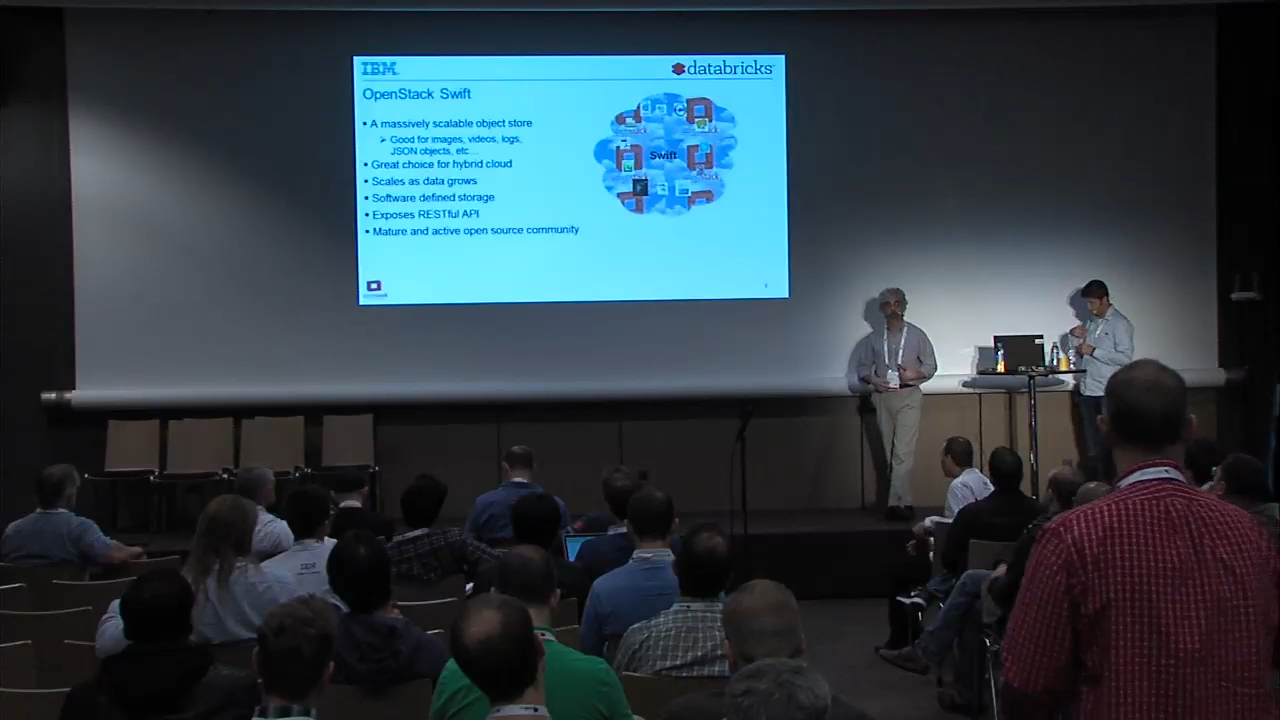 IBM
databricks
OpenStack Swift
▪ A massively scalable object store
➢ Good for images, videos, logs,
JSON objects, etc...
▪ Great choice for hybrid cloud
▪ Scales as data grows
▪ Software defined storage
▪ Exposes RESTful API
▪ Mature and active open source community
Swift
IBM